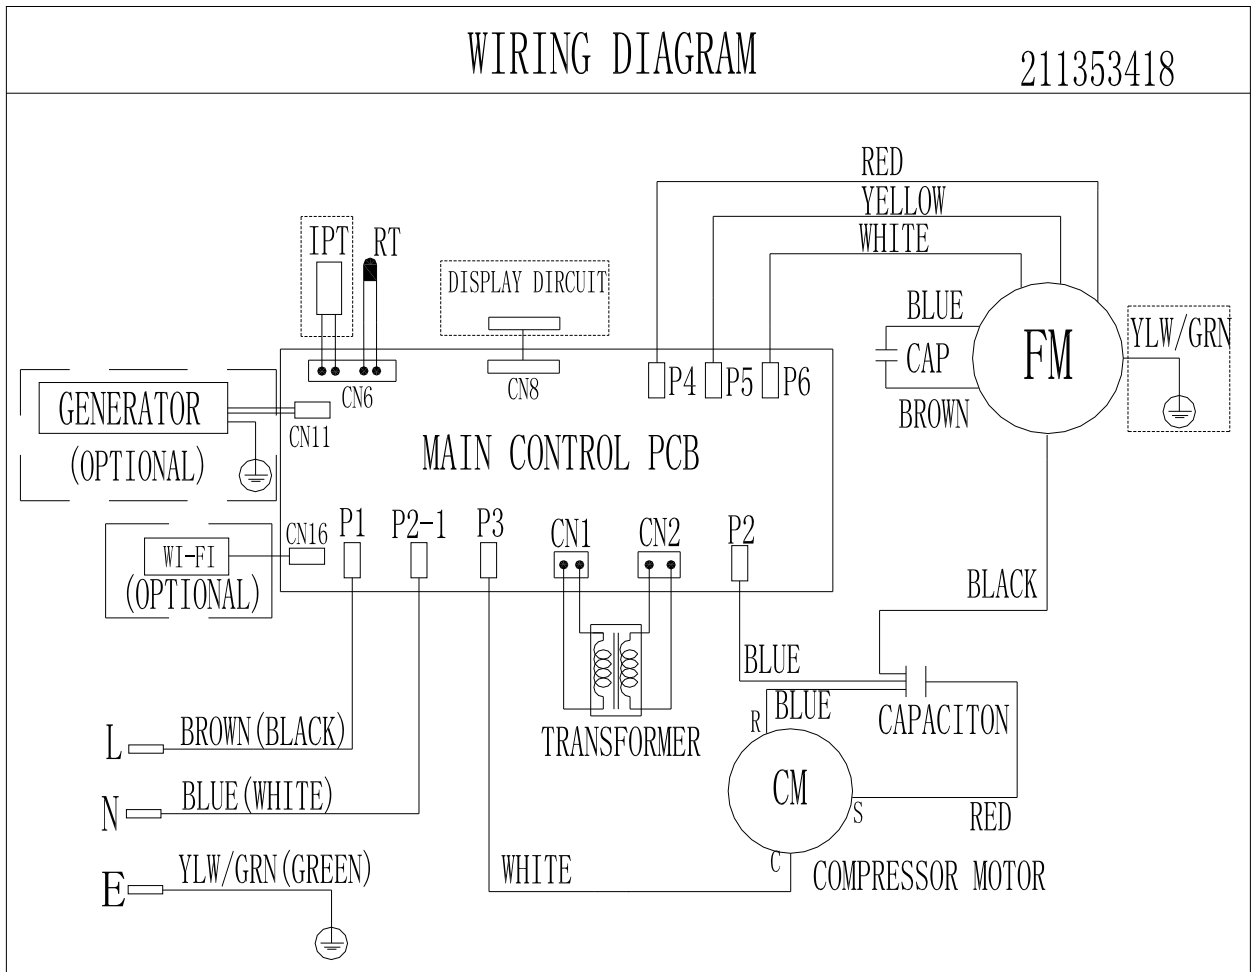 WIRING DIAGRAM
211353418
RED
YELLOW
WHITE
IPT
RT
DISPLAY DIRCUIT
BLUE
CAP
BROWN
FM
YLW/GRN
CN6
CN8
P4
P5
P6
GENERATOR
(OPTIONAL)
CN11
MAIN CONTROL PCB
CN16
P1
P2-1
P3
CN1
CN2
P2
WI-FI
(OPTIONAL)
BLACK
BLUE
R
BLUE
CAPACITON
TRANSFORMER
L
BROWN(BLACK)
CM
S
RED
N
BLUE(WHITE)
C
E
YLW/GRN(GREEN)
WHITE
COMPRESSOR MOTOR